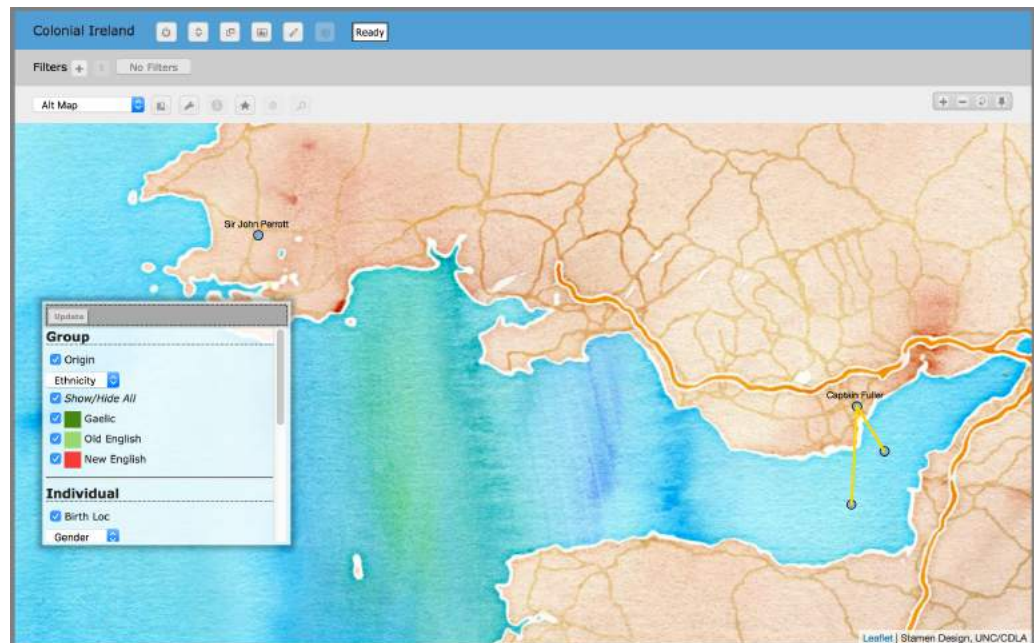 Colonial Ireland
Ready
Filters + No Filters
Alt Map
Sir John Perrott
Captain Fuller
Update
Group
Origin
Ethnicity
Show/Hide All
Gaelic
Old English
New English
Individual
Birth Loc
Gender
Leaflet | Stamen Design, UNC/CDLA